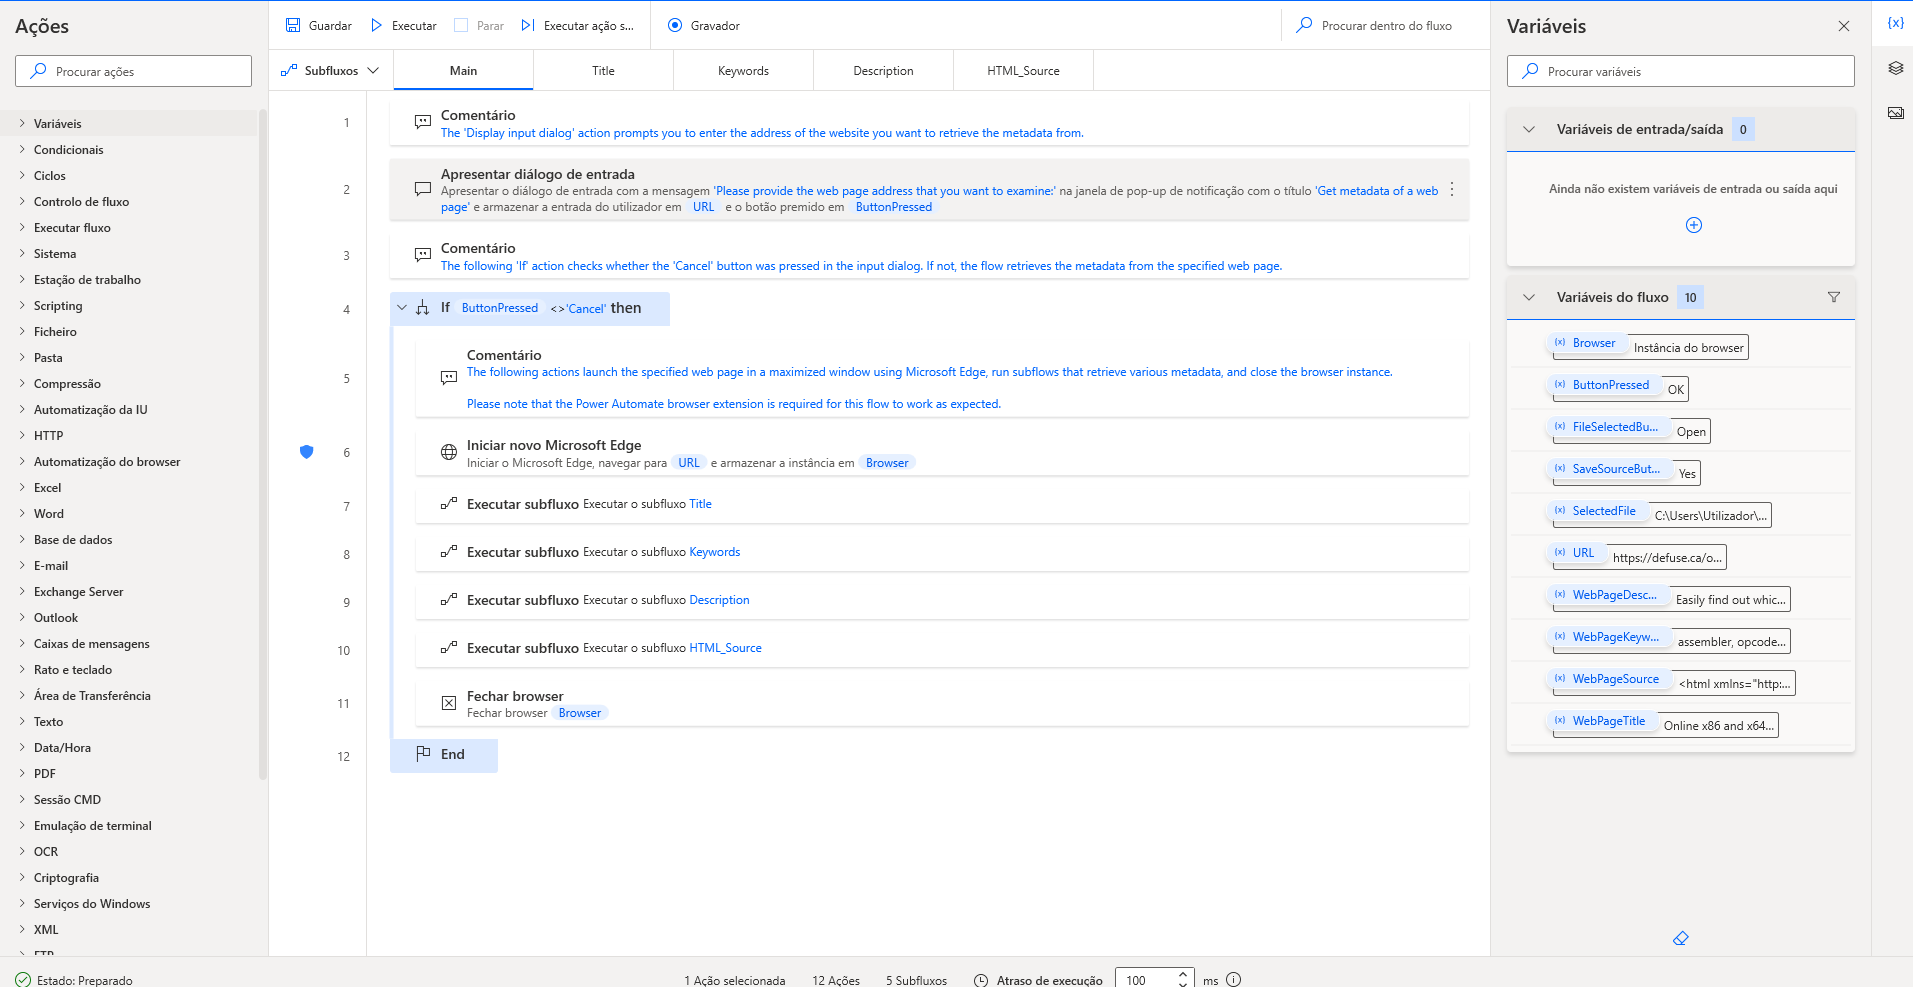 Ações
Procurar ações
Variáveis
Condicionais
Ciclos
Controlo de fluxo
Executar fluxo
Sistema
Estação de trabalho
Scripting
Ficheiro
Pasta
Compressão
Automatização da IU
HTTP
Automatização do browser
Excel
Word
Base de dados
E-mail
Exchange Server
Outlook
Caixas de mensagens
Rato e teclado
Área de Transferência
Texto
Data/Hora
PDF
Sessão CMD
Emulação de terminal
OCR
Criptografia
Serviços do Windows
XML
FTP
Guardar Executar Parar Executar ação s... Gravador Procurar dentro do fluxo
Subfluxos Main Title Keywords Description HTML_Source
1 Comentário
The 'Display input dialog' action prompts you to enter the address of the website you want to retrieve the metadata from.
2 Apresentar diálogo de entrada
Apresentar o diálogo de entrada com a mensagem 'Please provide the web page address that you want to examine:' na janela de pop-up de notificação com o título 'Get metadata of a web
page' e armazenar a entrada do utilizador em URL e o botão premido em ButtonPressed
3 Comentário
The following 'If' action checks whether the 'Cancel' button was pressed in the input dialog. If not, the flow retrieves the metadata from the specified web page.
4 If ButtonPressed <> 'Cancel' then
5 Comentário
The following actions launch the specified web page in a maximized window using Microsoft Edge, run subflows that retrieve various metadata, and close the browser instance.
Please note that the Power Automate browser extension is required for this flow to work as expected.
6 Iniciar novo Microsoft Edge
Iniciar o Microsoft Edge, navegar para URL e armazenar a instância em Browser
7 Executar subfluxo Executar o subfluxo Title
8 Executar subfluxo Executar o subfluxo Keywords
9 Executar subfluxo Executar o subfluxo Description
10 Executar subfluxo Executar o subfluxo HTML_Source
11 Fechar browser
Fechar browser Browser
12 End
Variáveis
{x}
Procurar variáveis
Variáveis de entrada/saída 0
Ainda não existem variáveis de entrada ou saída aqui
Variáveis do fluxo 10
(x) Browser Instância do browser
(x) ButtonPressed OK
(x) FileSelectedBu... Open
(x) SaveSourceBut... Yes
(x) SelectedFile C:\Users\Utilizador\...
(x) URL https://defuse.ca/o...
(x) WebPageDesc... Easily find out whic...
(x) WebPageKeyw... assembler, opcode...
(x) WebPageSource <html xmlns="http:...
(x) WebPageTitle Online x86 and x64...
Estado: Preparado 1 Ação selecionada 12 Ações 5 Subfluxos Atraso de execução 100 ms